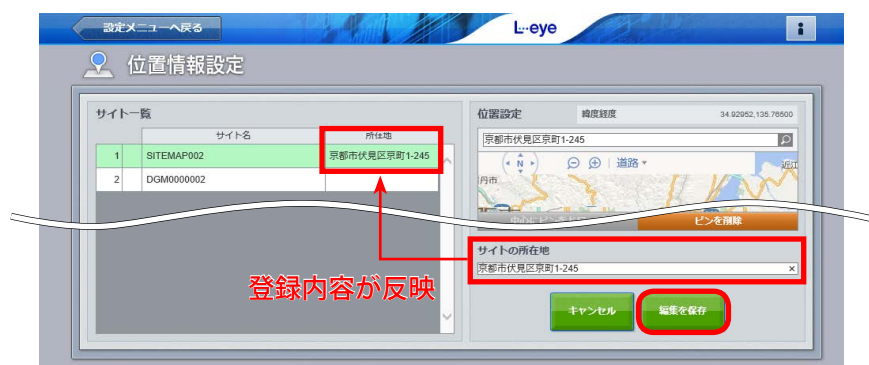 設定メニューへ戻る
L·eye
i
位置情報設定
サイト一覧
サイト名 所在地
1 SITEMAP002 京都市伏見区京町1-245
2 DGM0000002
位置設定 緯度経度 34.92952,135.76600
京都市伏見区京町1-245
N 道路
丹市 近江
ピンを削除
サイトの所在地
京都市伏見区京町1-245 ×
登録内容が反映
キャンセル 編集を保存